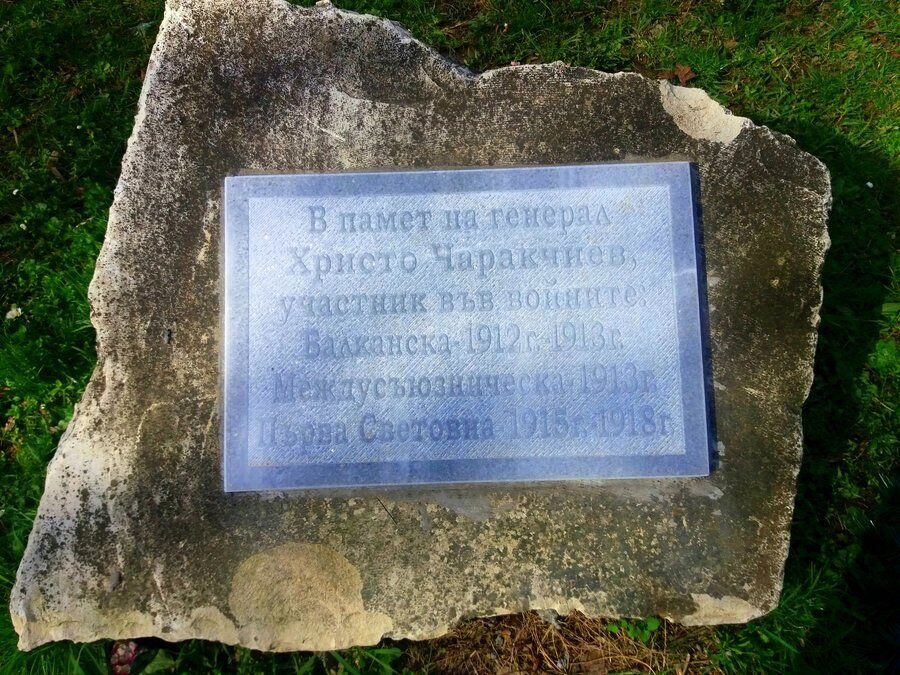 В памет на генерал
Христо Чаракчиев,
участник във войните:
Балканска-1912г.-1913г.
Междусъюзническа-1913г.
Първа Световна 1915г.-1918г.